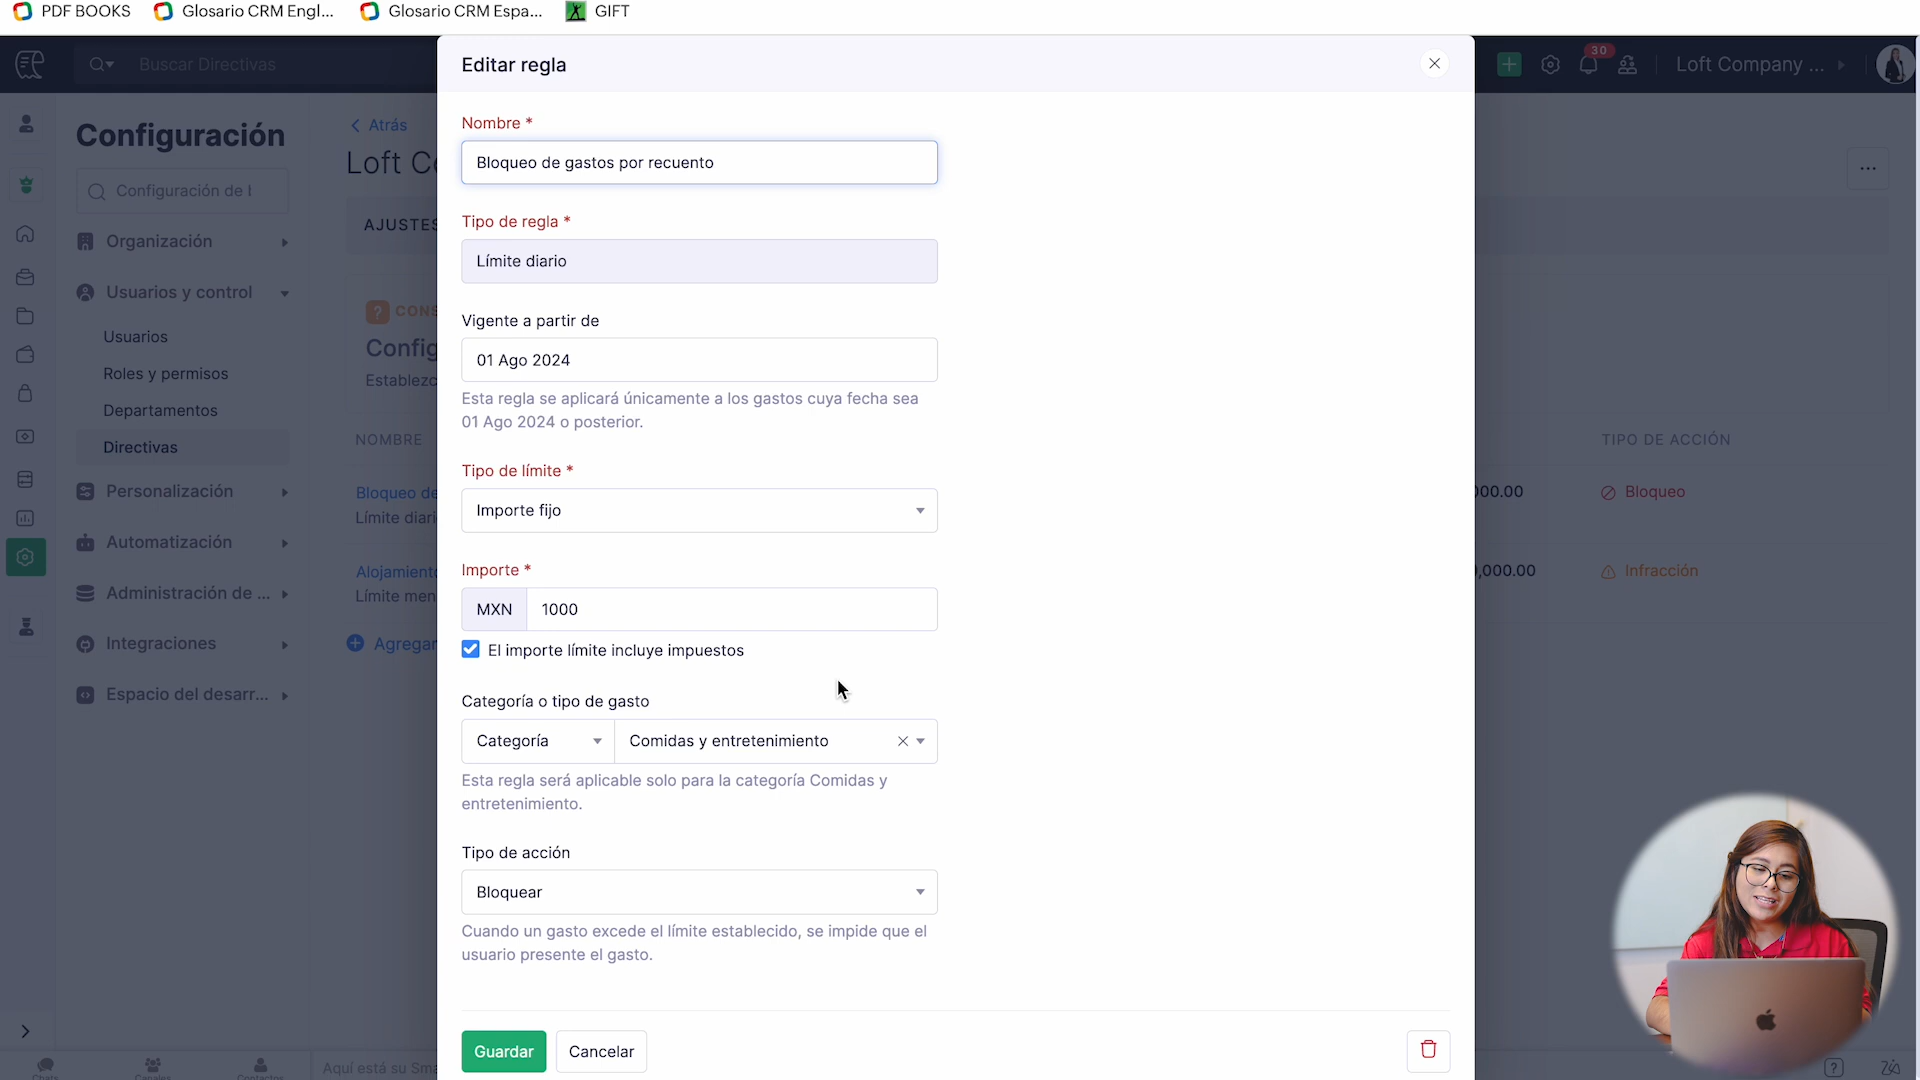 PDF BOOKS
Glosario CRM Engl...
Glosario CRM Espa...
GIFT
Buscar Directivas
Editar regla
30
Loft Company ...
Configuración
Configuración de l
Organización
Usuarios y control
Usuarios
Roles y permisos
Departamentos
Directivas
Personalización
Automatización
Administración de ...
Integraciones
Espacio del desarr...
Atrás
Loft C
AJUSTES
CONS
Config
Establezc
NOMBRE
Bloqueo de
Límite diari
Alojamiento
Límite men
Agregar
Nombre *
Bloqueo de gastos por recuento
Tipo de regla *
Límite diario
Vigente a partir de
01 Ago 2024
Esta regla se aplicará únicamente a los gastos cuya fecha sea
01 Ago 2024 o posterior.
Tipo de límite *
Importe fijo
Importe *
MXN 1000
El importe límite incluye impuestos
Categoría o tipo de gasto
Categoría Comidas y entretenimiento
Esta regla será aplicable solo para la categoría Comidas y
entretenimiento.
Tipo de acción
Bloquear
Cuando un gasto excede el límite establecido, se impide que el
usuario presente el gasto.
Guardar
Cancelar
TIPO DE ACCIÓN
000.00 Bloqueo
,000.00 Infracción
Chats
Canales
Contactos
Aquí está su Sma